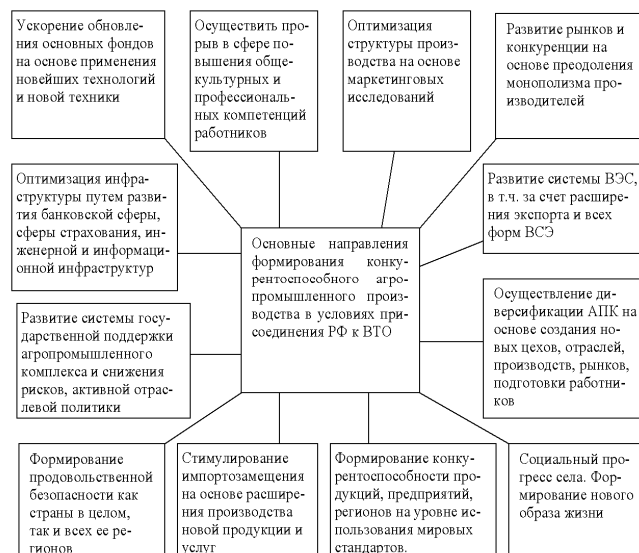 Ускорение обновле-
ния основных фондов
на основе применения
новейших технологий
и новой техники
Осуществить про-
рыв в сфере по-
вышения обще-
культурных и
профессиональ-
ных компетенций
работников
Оптимизация
структуры произ-
водства на основе
маркетинговых
исследований
Развитие рынков и
конкуренции на
основе преодоления
монополизма про-
изводителей
Оптимизация инфра-
структуры путем разви-
тия банковской сферы,
сферы страхования, ин-
женерной и информаци-
онной инфраструктур
Основные направления
формирования конку-
рентоспособного агро-
промышленного произ-
водства в условиях при-
соединения РФ к ВТО
Развитие системы ВЭС,
в т.ч. за счет расшире-
ния экспорта и всех
форм ВСЭ
Развитие системы госу-
дарственной поддержки
агропромышленного
комплекса и снижения
рисков, активной отрас-
левой политики
Осуществление ди-
версификации АПК на
основе создания но-
вых цехов, отраслей,
производств, рынков,
подготовки работни-
ков
Формирование
продовольственной
безопасности как
страны в целом,
так и всех ее ре-
гионов
Стимулирование
импортозамещения
на основе расшире-
ния производства
новой продукции и
услуг
Формирование конку-
рентоспособности про-
дукций, предприятий,
регионов на уровне ис-
пользования мировых
стандартов.
Социальный про-
гресс села. Фор-
мирование нового
образа жизни